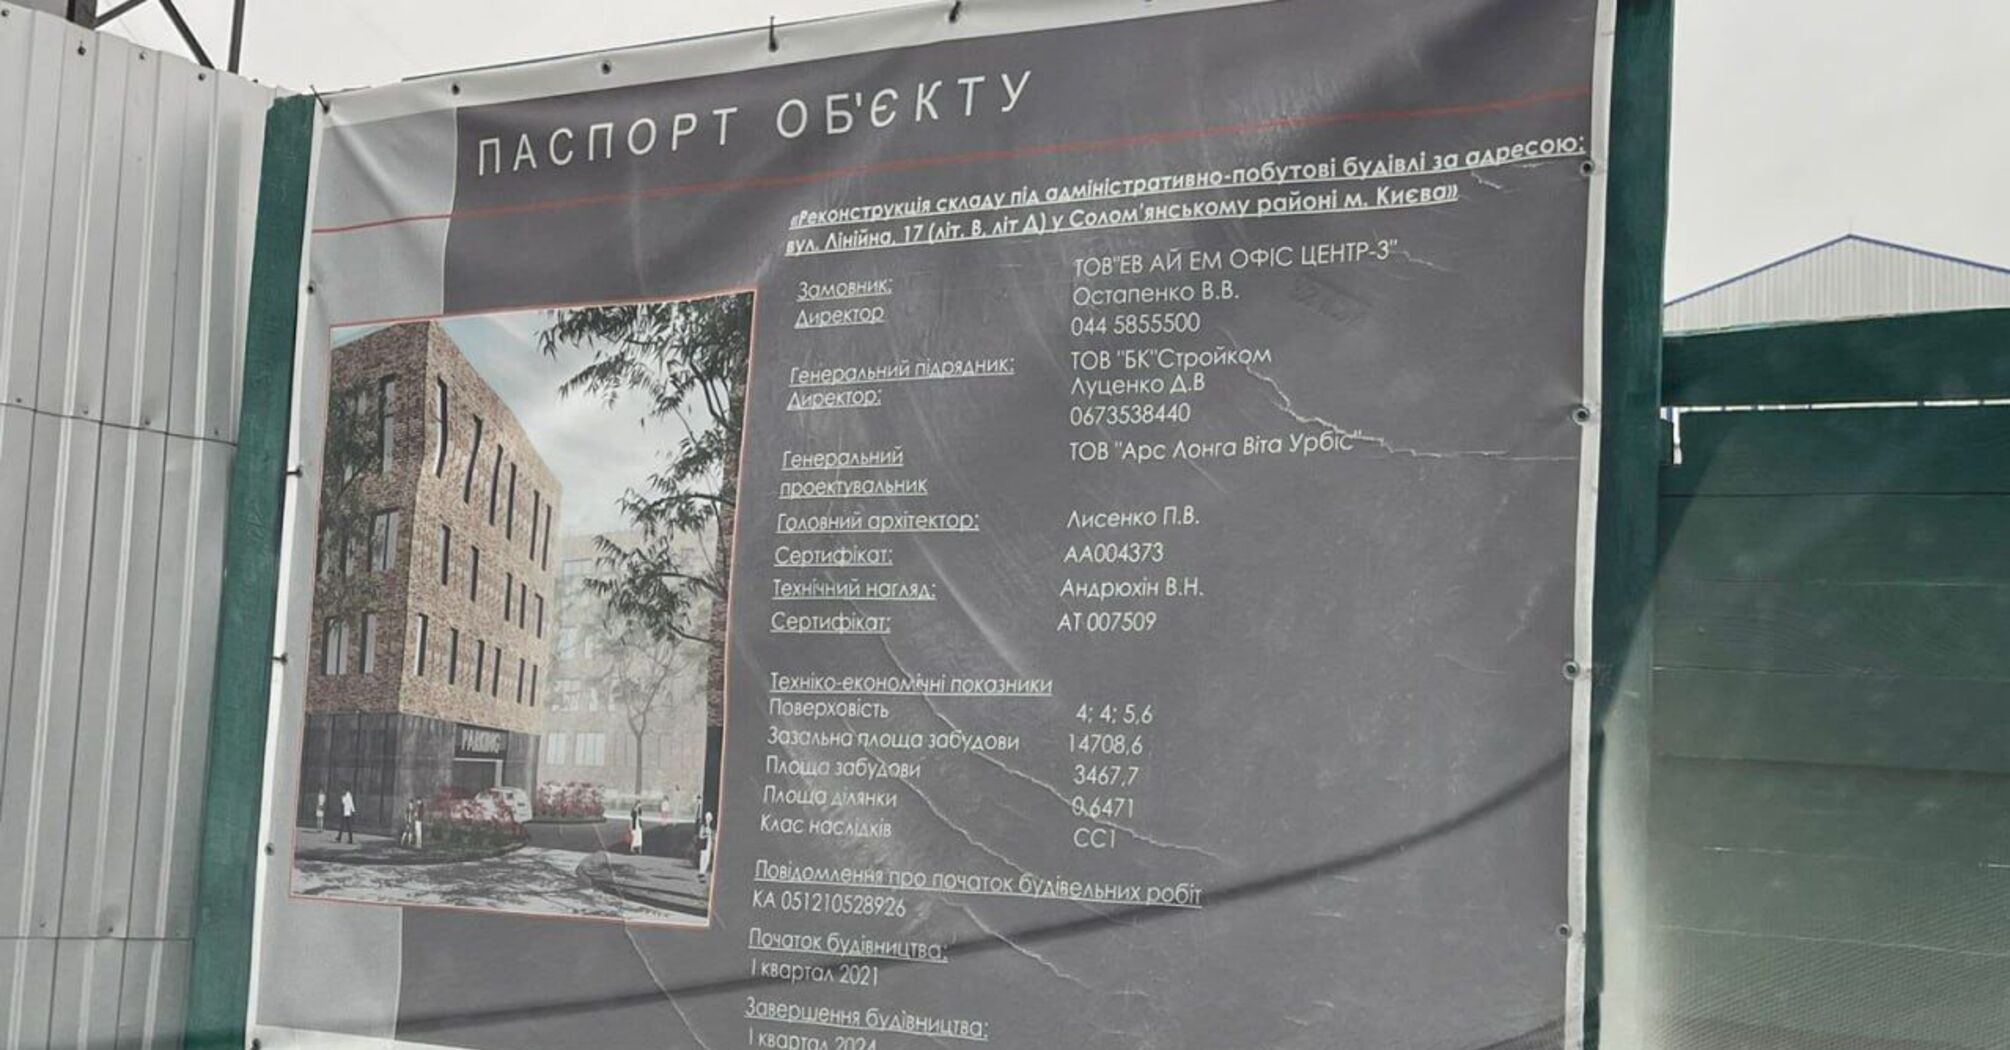 ПАСПОРТ ОБ'ЄКТУ
«Реконструкція складу під адміністративно-побутові будівлі за адресою:
вул. Лінійна, 17 (літ. В, літ Д) у Солом'янському районі м. Києва»
Замовник: ТОВ"ЕВ АЙ ЕМ ОФІС ЦЕНТР-3"
Директор Остапенко В.В.
044 5855500
Генеральний підрядник: ТОВ "БК"Стройком
Директор: Луценко Д.В
0673538440
Генеральний ТОВ "Арс Лонга Віта Урбіс"
проектувальник
Головний архітектор: Лисенко П.В.
Сертифікат: АА004373
Технічний нагляд: Андрюхін В.Н.
Сертифікат: АТ 007509
Техніко-економічні показники
Поверховість 4; 4; 5,6
Зазальна площа забудови 14708,6
Площа забудови 3467,7
Площа ділянки 0,6471
Клас наслідків СС1
Повідомлення про початок будівельних робіт
КА 051210528926
Початок будівництва:
І квартал 2021
Завершення будівництва:
І квартал 2024
PARKING